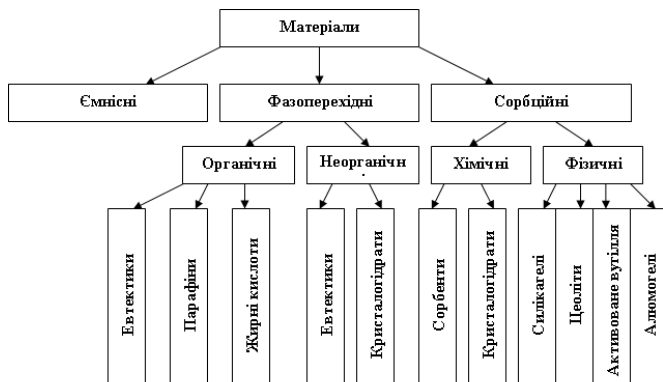 Матеріали
Ємнісні
Фазоперехідні
Сорбційні
Органічні
Неорганічн
Хімічні
Фізичні
Евтектики
Парафіни
Жирні кислоти
Евтектики
Кристалогідрати
Сорбенти
Кристалогідрати
Силікагелі
Цеоліти
Активоване вугілля
Алюмогелі